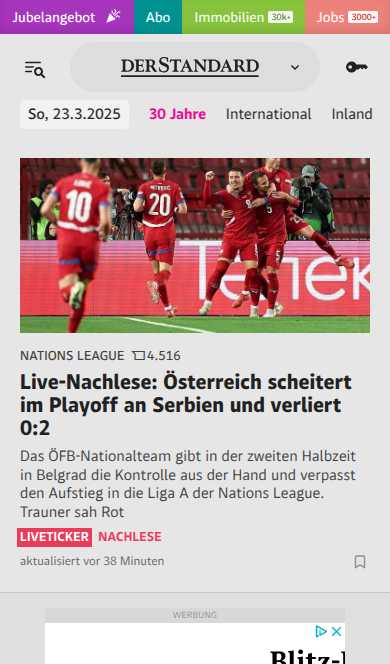 Jubelangebot Abo Immobilien 30k+ Jobs 3000+
DERSTANDARD
So, 23.3.2025 30 Jahre International Inland
10
20
NATIONS LEAGUE 4.516
Live-Nachlese: Österreich scheitert
im Playoff an Serbien und verliert
0:2
Das ÖFB-Nationalteam gibt in der zweiten Halbzeit
in Belgrad die Kontrolle aus der Hand und verpasst
den Aufstieg in die Liga A der Nations League.
Trauner sah Rot
LIVETICKER NACHLESE
aktualisiert vor 38 Minuten
WERBUNG